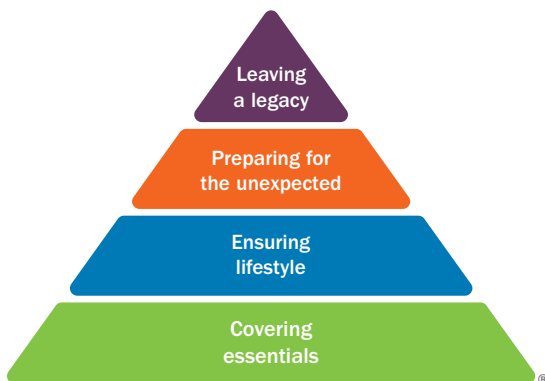 Leaving
a legacy
Preparing for
the unexpected
Ensuring
lifestyle
Covering
essentials
®